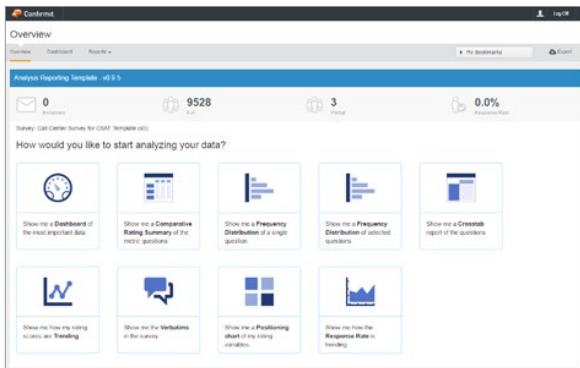 Confirmit.
Log Off
Overview
Overview Dashboard Reports
My Bookmarks
Export
Analysis Reporting Template - v0.9.5
0
Invitations
9528
Full
3
Partial
0.0%
Response Rate
Survey: Call Center Survey for CSAT Template
How would you like to start analyzing your data?
Show me a Dashboard of
the most important data
Show me a Comparative
Rating Summary of the
metric questions
Show me a Frequency
Distribution of a single
question
Show me a Frequency
Distribution of selected
questions
Show me a Crosstab
report of the questions
Show me how my rating
scores are Trending
Show me the Verbatims
in the survey
Show me a Positioning
chart of my rating
variables
Show me how the
Response Rate is
trending